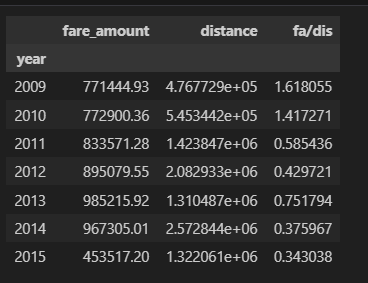 fare_amount distance fa/dis
year
2009 771444.93 4.767729e+05 1.618055
2010 772900.36 5.453442e+05 1.417271
2011 833571.28 1.423847e+06 0.585436
2012 895079.55 2.082933e+06 0.429721
2013 985215.92 1.310487e+06 0.751794
2014 967305.01 2.572844e+06 0.375967
2015 453517.20 1.322061e+06 0.343038